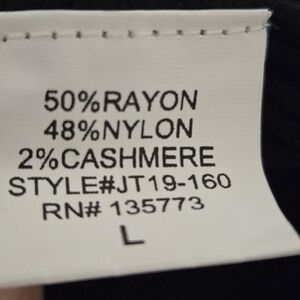 50%RAYON
48%NYLON
2%CASHMERE
STYLE#JT19-160
RN# 135773
L